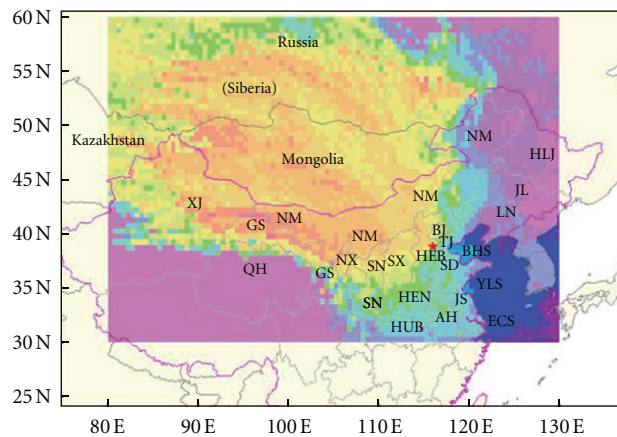 60 N
Russia
55 N
(Siberia)
50 N
NM
Kazakhstan
HLJ
Mongolia
45 N
XJ
NM
JL
GS
NM
LN
40 N
NM
BJ
TJ
BHS
QH
GS
NX
SN
SX
HEB
SD
35 N
SN
HEN
JS
YLS
HUB
AH
ECS
30 N
25 N
80 E
90 E
100 E
110 E
120 E
130 E